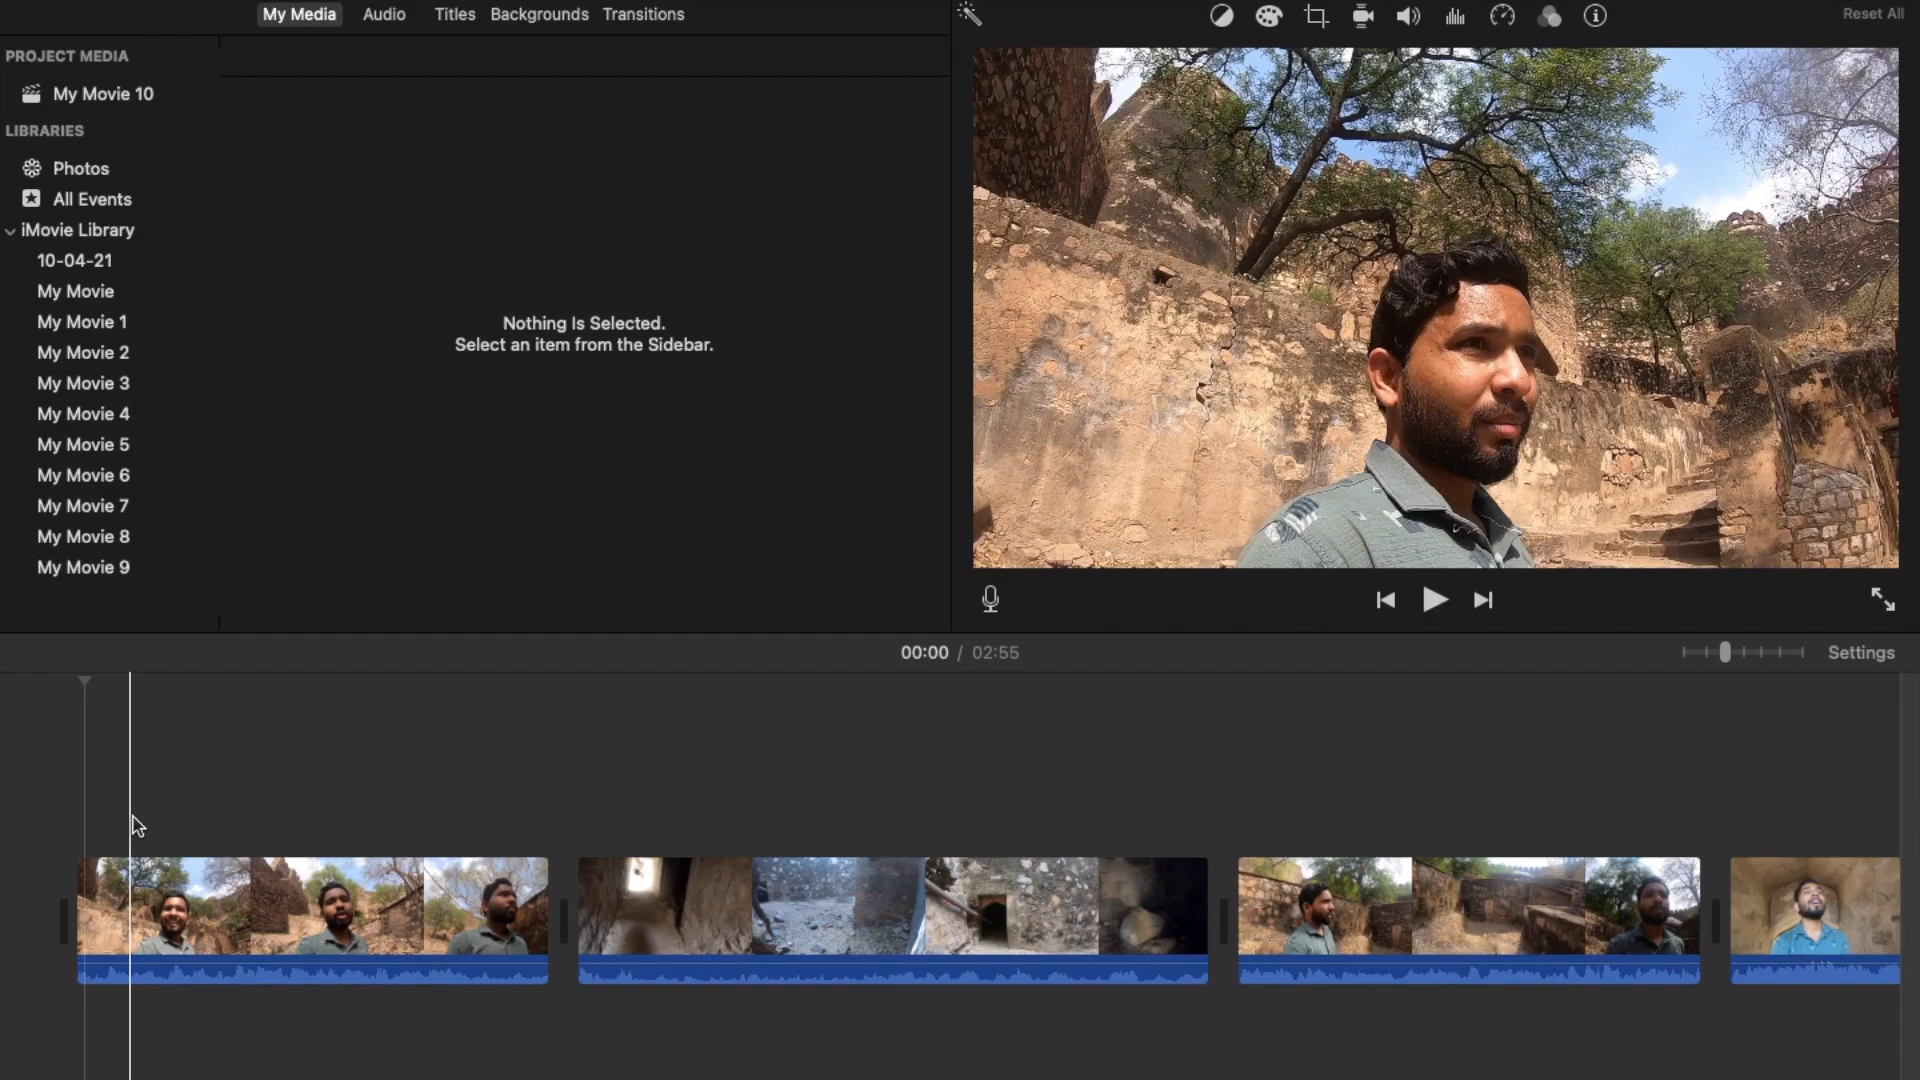 My Media Audio Titles Backgrounds Transitions
Reset All
PROJECT MEDIA
My Movie 10
LIBRARIES
Photos
All Events
iMovie Library
10-04-21
My Movie
My Movie 1
My Movie 2
My Movie 3
My Movie 4
My Movie 5
My Movie 6
My Movie 7
My Movie 8
My Movie 9
Nothing Is Selected.
Select an item from the Sidebar.
00:00 / 02:55
Settings